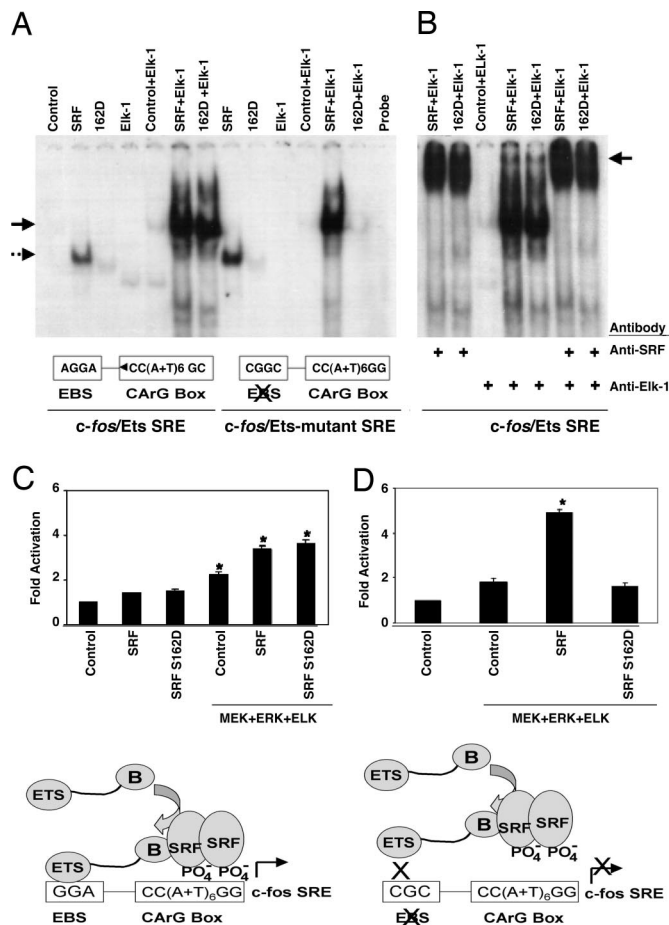 A
Control
SRF
162D
Elk-1
Control+Elk-1
SRF+Elk-1
162D +Elk-1
SRF
162D
Elk-1
Control+Elk-1
SRF+Elk-1
162D+Elk-1
Probe
AGGA
CC(A+T)6 GC
EBS
CArG Box
c-fos/Ets SRE
CGGC
CC(A+T)6GG
EBS
CArG Box
c-fos/Ets-mutant SRE
B
SRF+Elk-1
162D+Elk-1
Control+ELk-1
SRF+Elk-1
162D+Elk-1
SRF+Elk-1
162D+Elk-1
Antibody
+ + + + Anti-SRF
+ + + + + Anti-Elk-1
c-fos/Ets SRE
C
Fold Activation
6
4
2
0
* * *
Control
SRF
SRF S162D
Control
SRF
SRF S162D
MEK+ERK+ELK
ETS
B
ETS
B
SRF
SRF
PO4- PO4-
GGA
CC(A+T)6GG
c-fos SRE
EBS
CArG Box
D
Fold Activation
6
4
2
0
*
Control
Control
SRF
SRF S162D
MEK+ERK+ELK
ETS
B
ETS
B
SRF
SRF
PO4- PO4-
CGC
CC(A+T)6GG
c-fos SRE
EBS
CArG Box